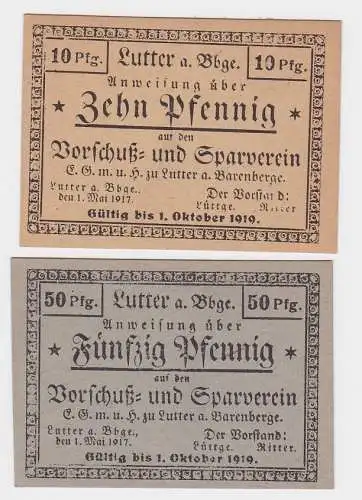 10 Pfg. Lutter a. Bbge. 10 Pfg.
Anweisung über
★ Zehn Pfennig ★
auf den
Vorschuß- und Sparverein
E. G. m. u. H. zu Lutter a. Barenberge.
Lutter a. Bbge., Der Vorstand:
den 1. Mai 1917. Lüttge. Ritter
Gültig bis 1. Oktober 1919.
50 Pfg. Lutter a. Bbge. 50 Pfg.
Anweisung über
★ Fünfzig Pfennig ✶
auf den
Vorschuß- und Sparverein
E. G. m. u. H. zu Lutter a. Barenberge.
Lutter a. Bbge., Der Vorstand:
den 1. Mai 1917. Lüttge. Ritter.
Gültig bis 1. Oktober 1919.